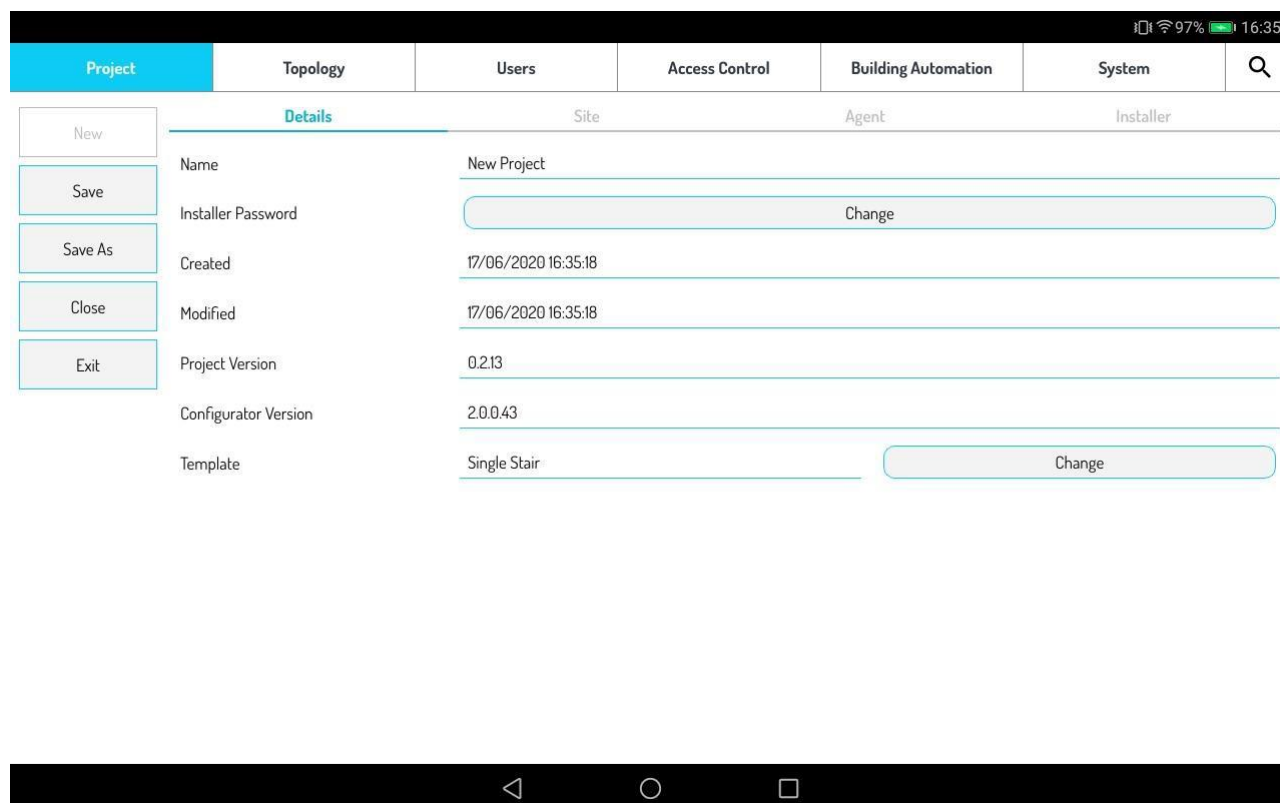 97% 16:35
Project Topology Users Access Control Building Automation System
New
Details Site Agent Installer
Name New Project
Save
Installer Password Change
Save As
Created 17/06/2020 16:35:18
Close
Modified 17/06/2020 16:35:18
Exit
Project Version 0.2.13
Configurator Version 2.0.0.43
Template Single Stair Change